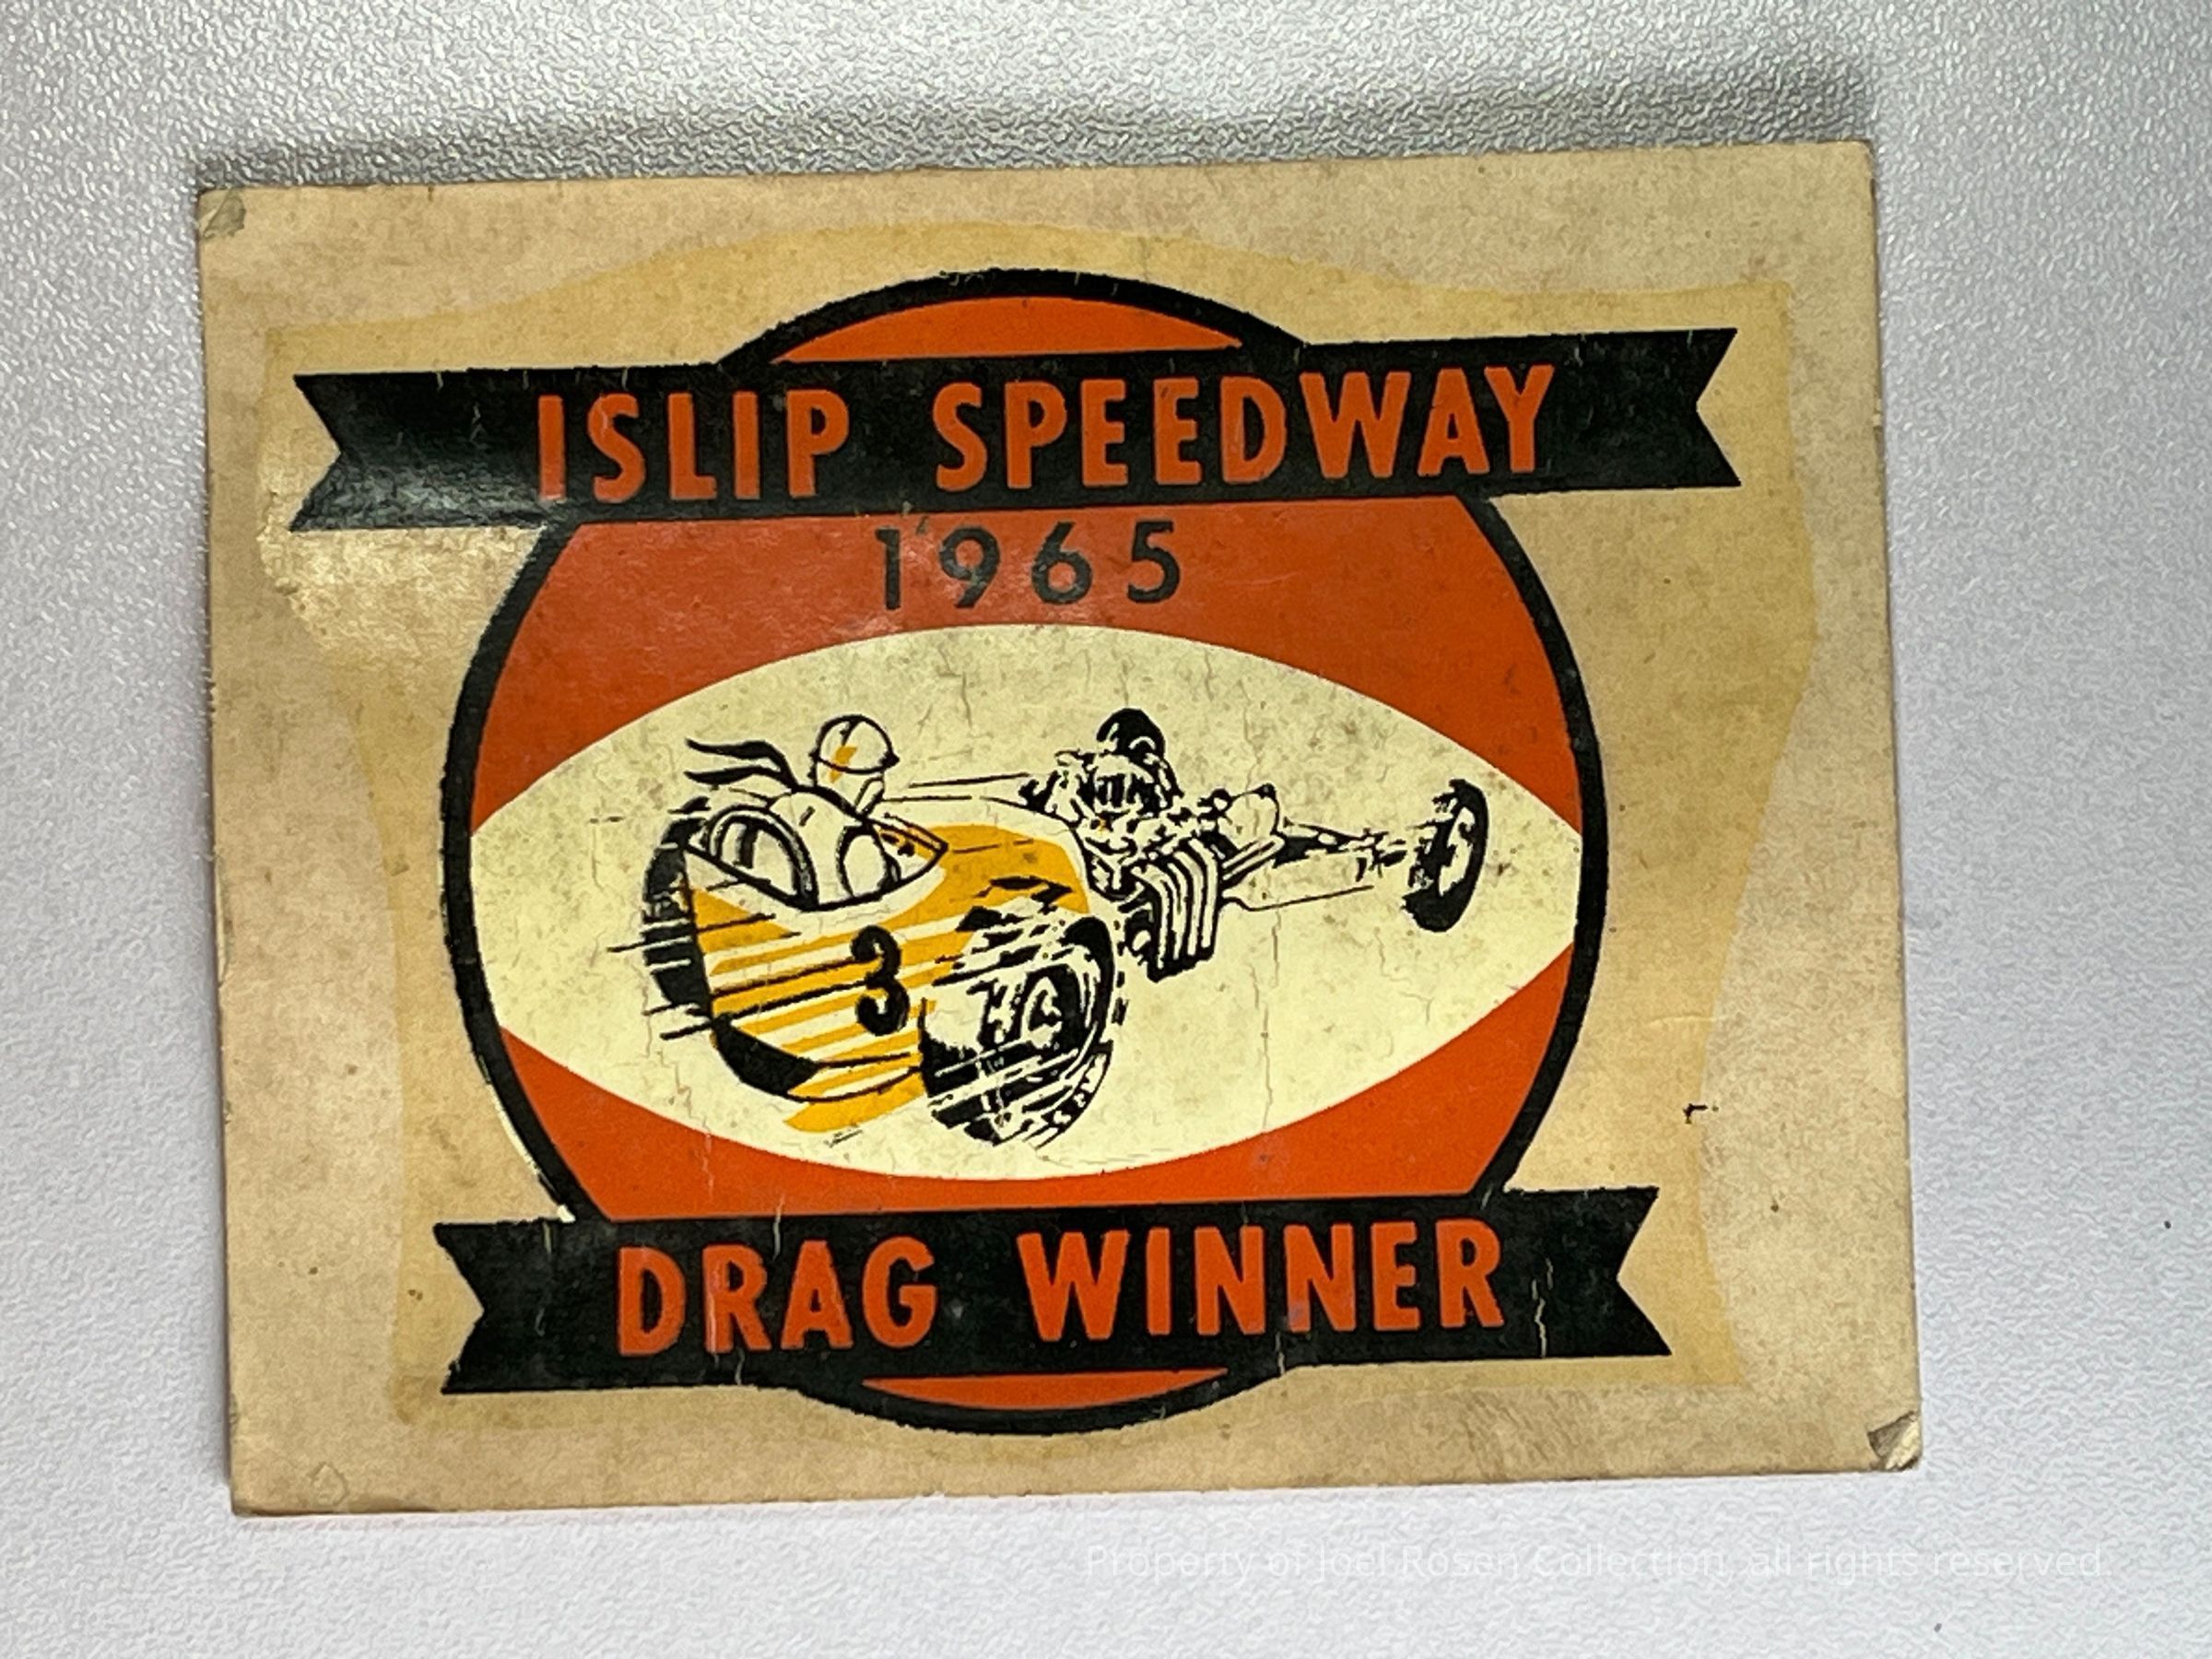 ISLIP SPEEDWAY
1965
3
DRAG WINNER
Property of Joel Rosen Collection, all rights reserved.